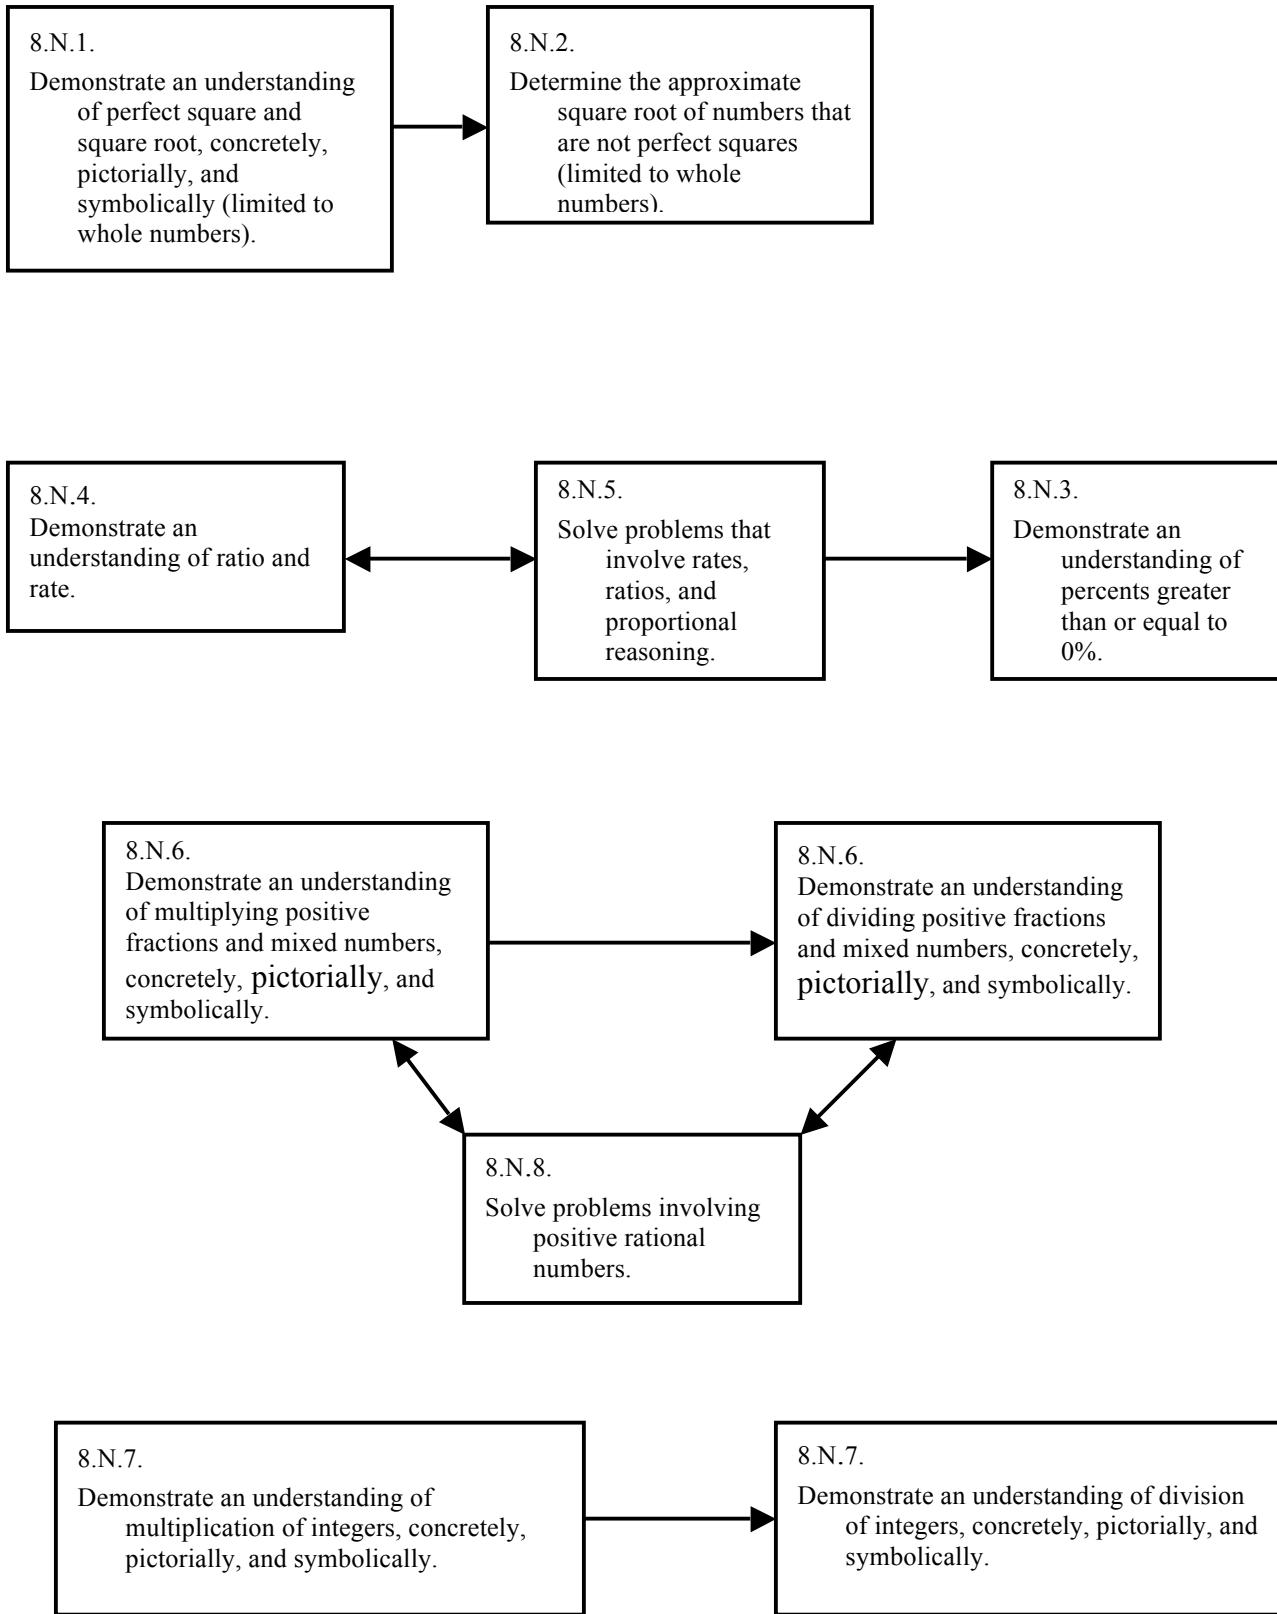 8.N.1.
Demonstrate an understanding
of perfect square and
square root, concretely,
pictorially, and
symbolically (limited to
whole numbers).
8.N.2.
Determine the approximate
square root of numbers that
are not perfect squares
(limited to whole
numbers).
8.N.4.
Demonstrate an
understanding of ratio and
rate.
8.N.5.
Solve problems that
involve rates,
ratios, and
proportional
reasoning.
8.N.3.
Demonstrate an
understanding of
percents greater
than or equal to
0%.
8.N.6.
Demonstrate an understanding
of multiplying positive
fractions and mixed numbers,
concretely, pictorially, and
symbolically.
8.N.6.
Demonstrate an understanding
of dividing positive fractions
and mixed numbers, concretely,
pictorially, and symbolically.
8.N.8.
Solve problems involving
positive rational
numbers.
8.N.7.
Demonstrate an understanding of
multiplication of integers, concretely,
pictorially, and symbolically.
8.N.7.
Demonstrate an understanding of division
of integers, concretely, pictorially, and
symbolically.